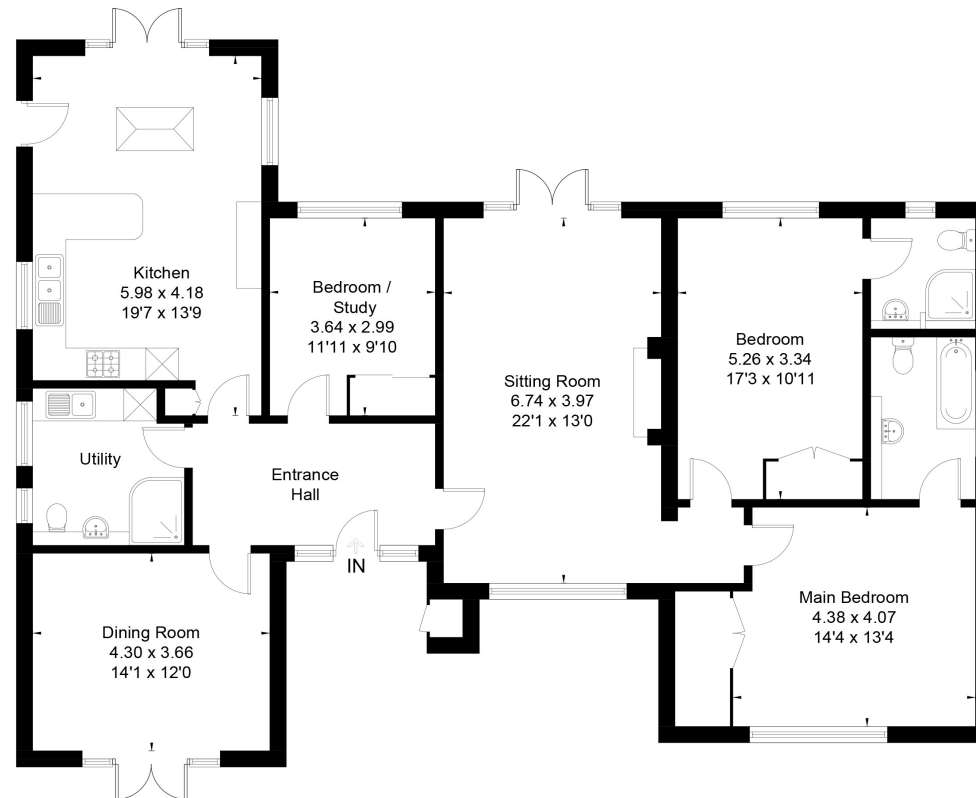 Kitchen
5.98 x 4.18
19'7 x 13'9
Bedroom /
Study
3.64 x 2.99
11'11 x 9'10
Sitting Room
6.74 x 3.97
22'1 x 13'0
Bedroom
5.26 x 3.34
17'3 x 10'11
Utility
Entrance
Hall
IN
Dining Room
4.30 x 3.66
14'1 x 12'0
Main Bedroom
4.38 x 4.07
14'4 x 13'4